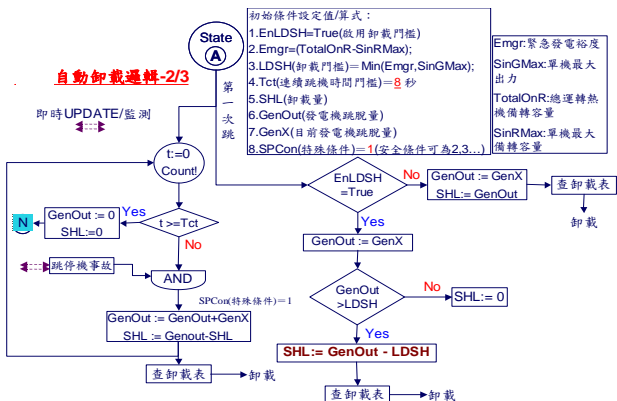 State
A
自動卸載邏輯-2/3
即時UPDATE/監測
第一次跳
初始條件設定值/算式：
1.EnLDSH=True(啟用卸載門檻)
2.Emgr=(TotalOnR-SinRMax);
3.LDSH(卸載門檻)＝Min(Emgr,SinGMax);
4.Tct(連續跳機時間門檻)＝8 秒
5.SHL(卸載量)
6.GenOut(發電機跳脫量)
7.GenX(目前發電機跳脫量)
8.SPCon(特殊條件)＝1(安全條件可為2,3…)
Emgr:緊急發電裕度
SinGMax:單機最大
出力
TotalOnR:總運轉熱
機備轉容量
SinRMax:單機最大
備轉容量
t:=0
Count!
t >=Tct
Yes
No
GenOut := 0
SHL:=0
N
跳停機事故
AND
SPCon(特殊條件)＝1
GenOut := GenOut+GenX
SHL := Genout-SHL
查卸載表
卸載
EnLDSH
=True
No
GenOut := GenX
SHL:= GenOut
查卸載表
卸載
Yes
GenOut := GenX
GenOut
>LDSH
No
SHL:= 0
Yes
SHL:= GenOut - LDSH
查卸載表
卸載